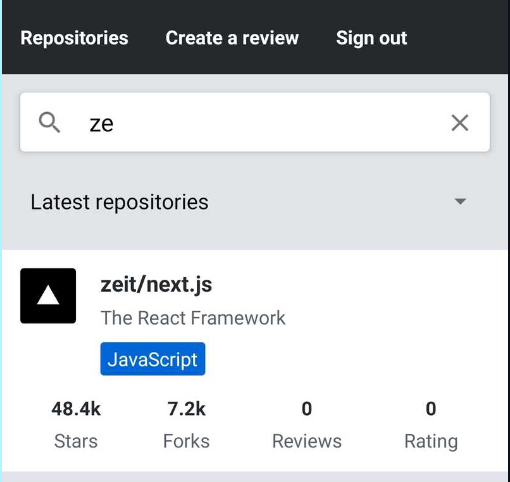 Repositories Create a review Sign out
ze
Latest repositories
zeit/next.js
The React Framework
JavaScript
48.4k 7.2k 0 0
Stars Forks Reviews Rating